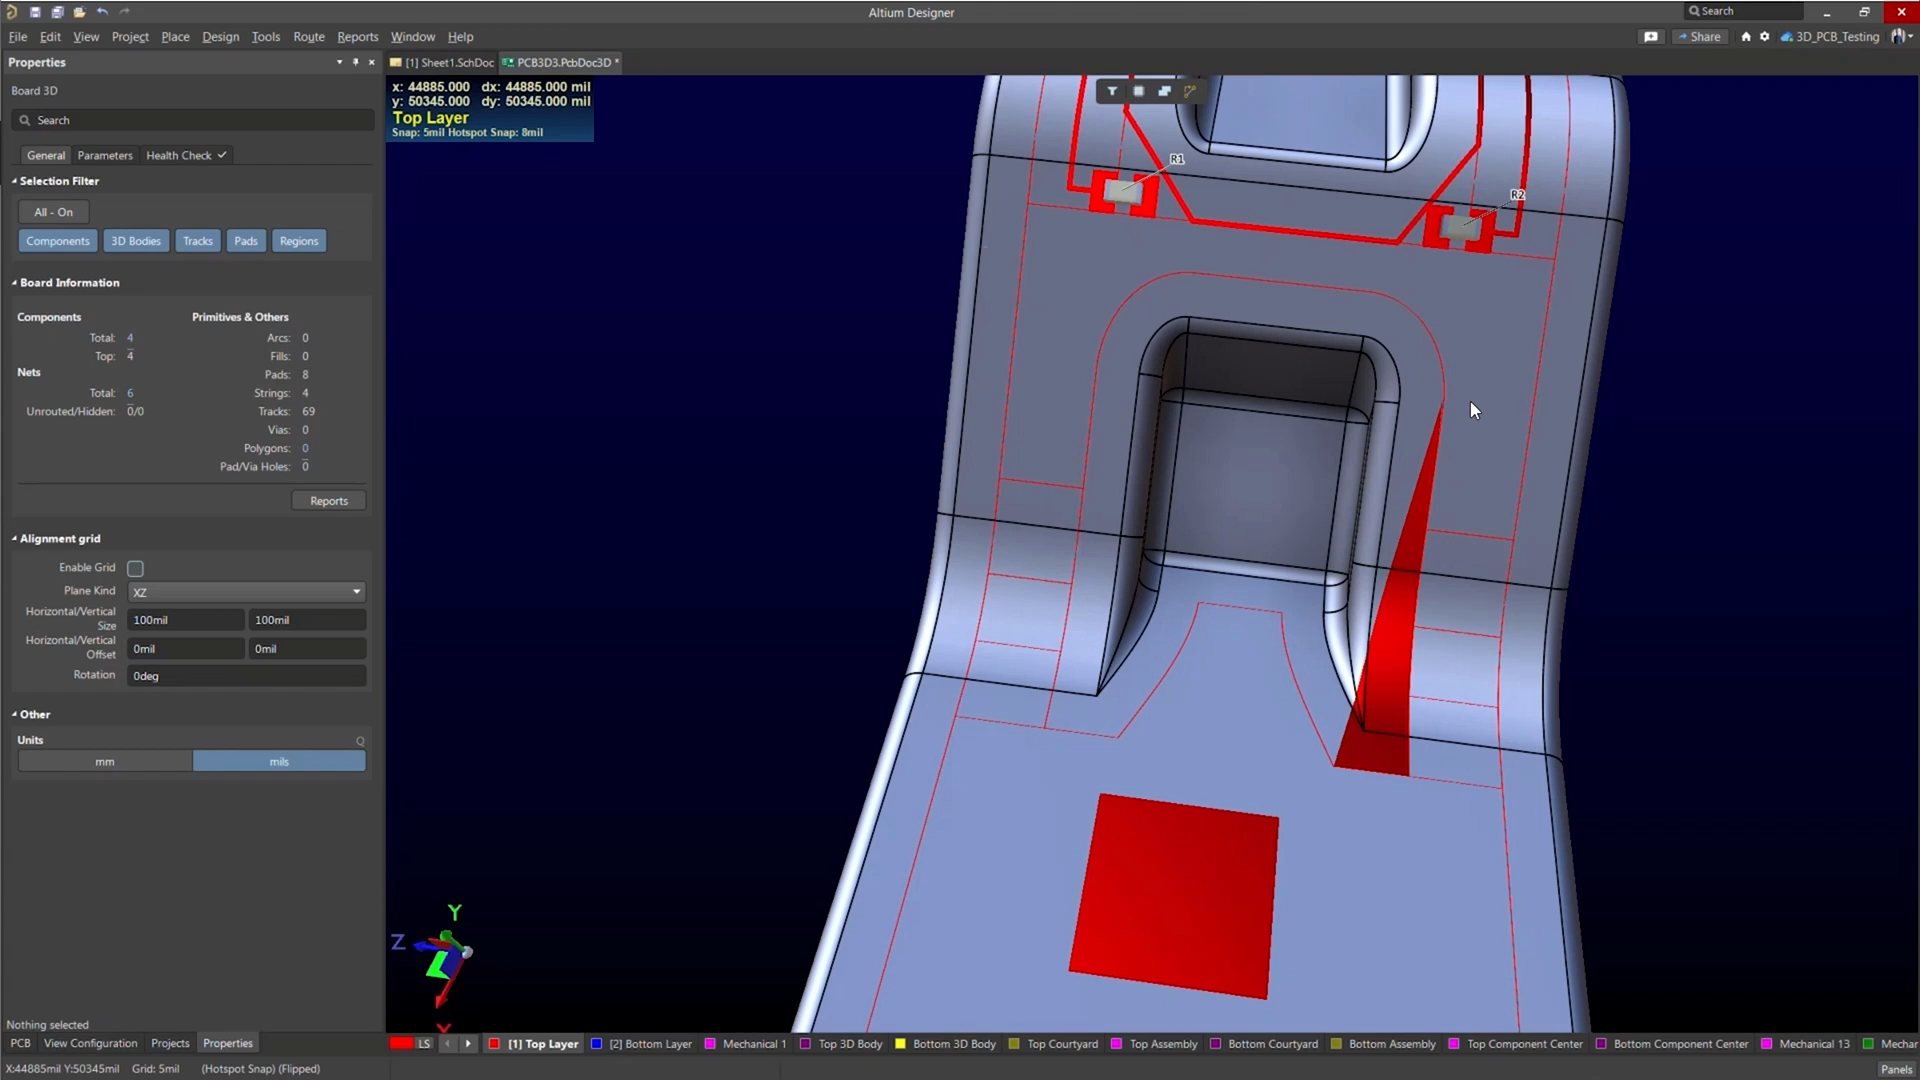 Altium Designer
Search
File Edit View Project Place Design Tools Route Reports Window Help
Share
3D_PCB_Testing
Properties
[1] Sheet1.SchDoc
PCB3D3.PcbDoc3D *
Board 3D
Search
General Parameters Health Check
Selection Filter
All - On
Components 3D Bodies Tracks Pads Regions
Board Information
Components
Total: 4
Top: 4
Nets
Total: 6
Unrouted/Hidden: 0/0
Primitives & Others
Arcs: 0
Fills: 0
Pads: 8
Strings: 4
Tracks: 69
Vias: 0
Polygons: 0
Pad/Via Holes: 0
Reports
Alignment grid
Enable Grid
Plane Kind XZ
Horizontal/Vertical Size 100mil 100mil
Horizontal/Vertical Offset 0mil 0mil
Rotation 0deg
Other
Units
mm mils
x: 44885.000 dx: 44885.000 mil
y: 50345.000 dy: 50345.000 mil
Top Layer
Snap: 5mil Hotspot Snap: 8mil
R1
R2
Y
Z
Nothing selected
PCB View Configuration Projects Properties
LS [1] Top Layer [2] Bottom Layer Mechanical 1 Top 3D Body Bottom 3D Body Top Courtyard Top Assembly Bottom Courtyard Bottom Assembly Top Component Center Bottom Component Center Mechanical 13 Mechar
X:44885mil Y:50345mil Grid: 5mil (Hotspot Snap) (Flipped)
Panels